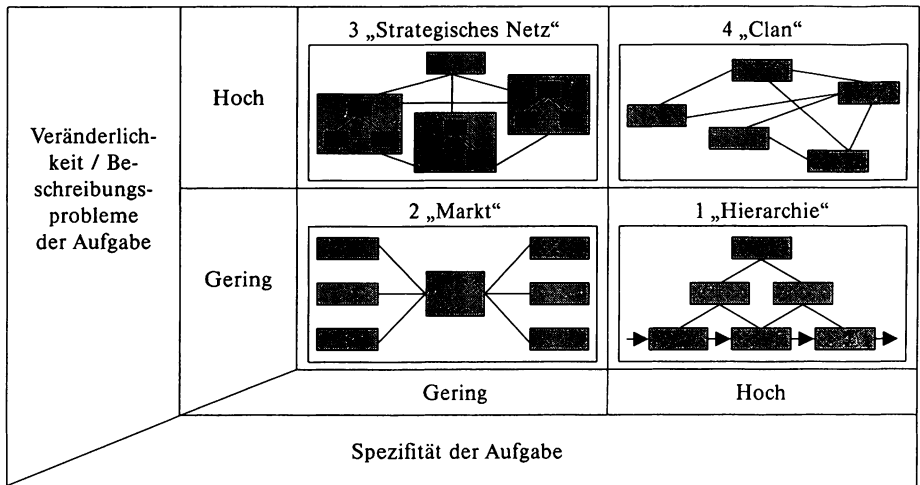 3 „Strategisches Netz“
4 „Clan“
Hoch
Veränderlich-
keit / Be-
schreibungs-
probleme
der Aufgabe
2 „Markt“
1 „Hierarchie“
Gering
Gering
Hoch
Spezifität der Aufgabe